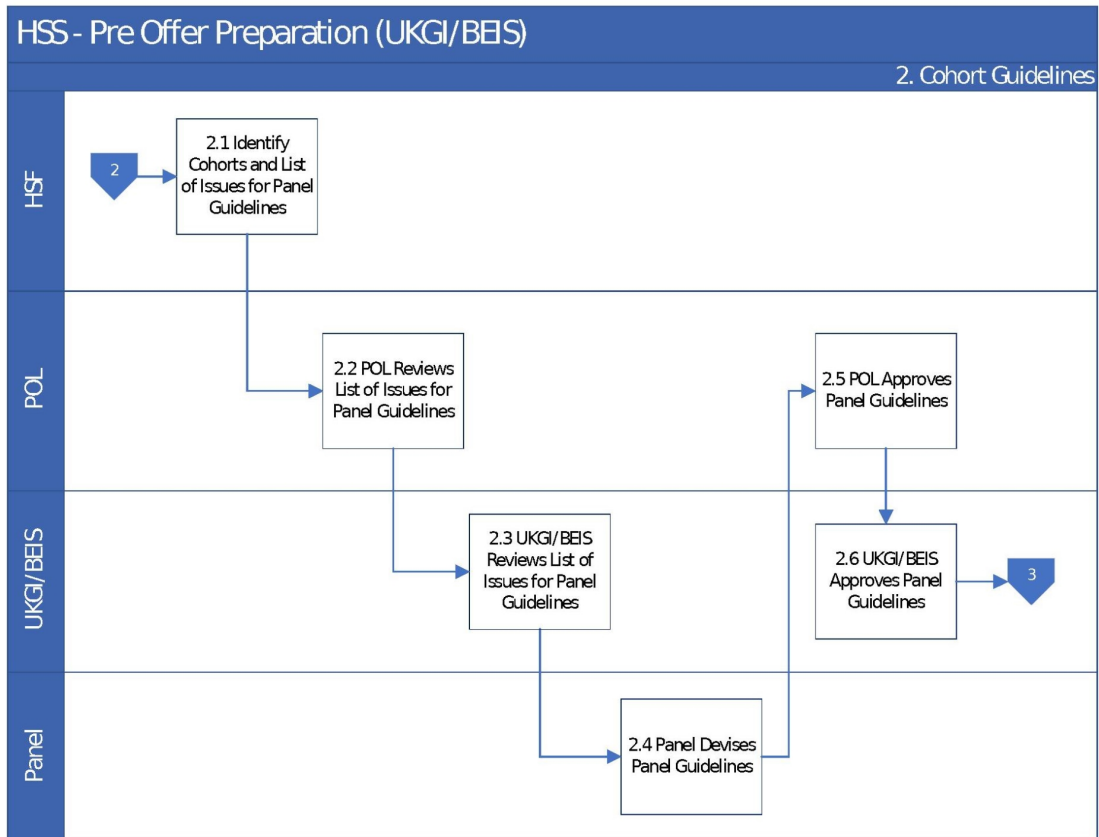 HSS - Pre Offer Preparation (UKGI/BEIS)
2. Cohort Guidelines
HSF
2
2.1 Identify
Cohorts and List
of Issues for Panel
Guidelines
POL
2.2 POL Reviews
List of Issues for
Panel Guidelines
2.5 POL Approves
Panel Guidelines
UKGI/BEIS
2.3 UKGI/BEIS
Reviews List of
Issues for Panel
Guidelines
2.6 UKGI/BEIS
Approves Panel
Guidelines
3
Panel
2.4 Panel Devises
Panel Guidelines